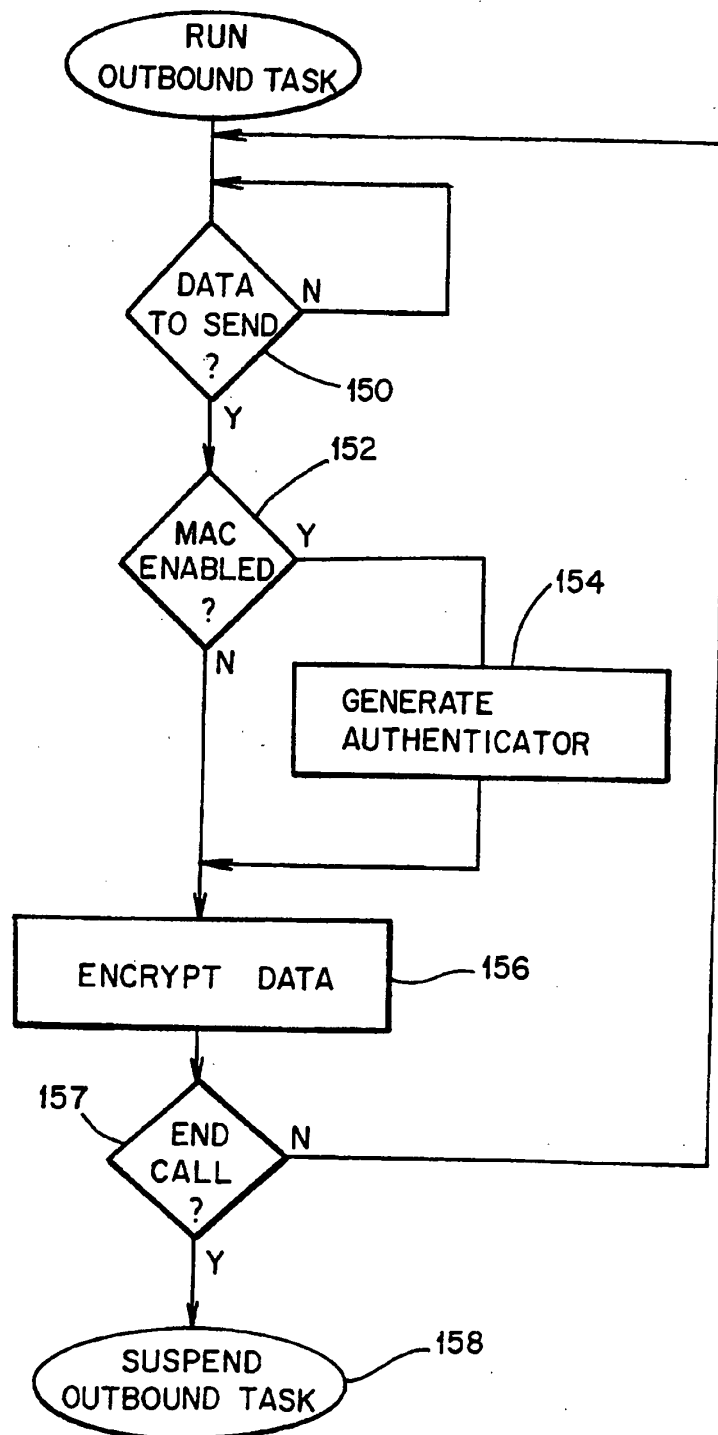 RUN
OUTBOUND TASK
DATA
TO SEND
?
N
150
Y
152
MAC
ENABLED
?
Y
N
154
GENERATE
AUTHENTICATOR
ENCRYPT DATA
156
157
END
CALL
?
N
Y
SUSPEND
OUTBOUND TASK
158